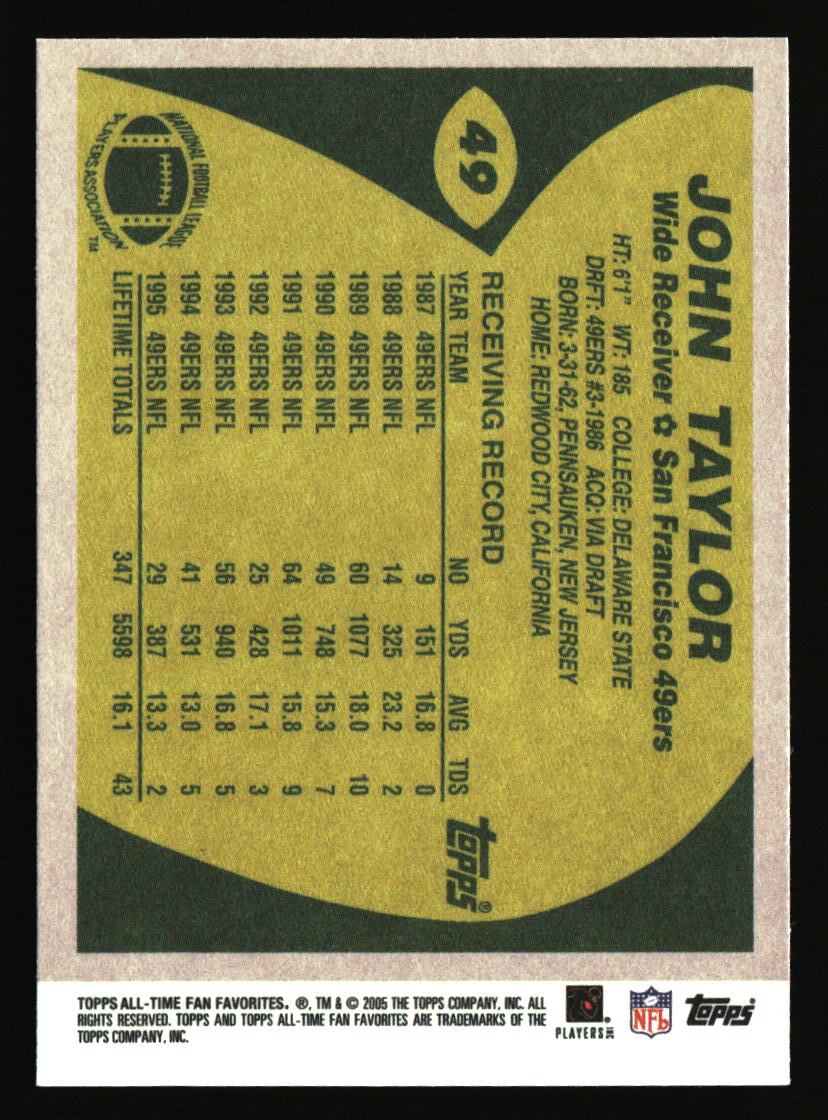 49
JOHN TAYLOR
Wide Receiver ✿ San Francisco 49ers
HT: 6'1" WT: 185 COLLEGE: DELAWARE STATE
DRFT: 49ERS #3-1986 ACQ: VIA DRAFT
BORN: 3-31-62, PENNSAUKEN, NEW JERSEY
HOME: REDWOOD CITY, CALIFORNIA
RECEIVING RECORD
YEAR TEAM NO YDS AVG TDS
1987 49ERS NFL 9 151 16.8 0
1988 49ERS NFL 14 325 23.2 2
1989 49ERS NFL 60 1077 18.0 10
1990 49ERS NFL 49 748 15.3 7
1991 49ERS NFL 64 1011 15.8 9
1992 49ERS NFL 25 428 17.1 3
1993 49ERS NFL 56 940 16.8 5
1994 49ERS NFL 41 531 13.0 5
1995 49ERS NFL 29 387 13.3 2
LIFETIME TOTALS 347 5598 16.1 43
NATIONAL FOOTBALL LEAGUE
PLAYERS ASSOCIATION
TM
Topps®
TOPPS ALL-TIME FAN FAVORITES. ®, TM & © 2005 THE TOPPS COMPANY, INC. ALL
RIGHTS RESERVED. TOPPS AND TOPPS ALL-TIME FAN FAVORITES ARE TRADEMARKS OF THE
TOPPS COMPANY, INC.
PLAYERS INC
NFL
Topps®